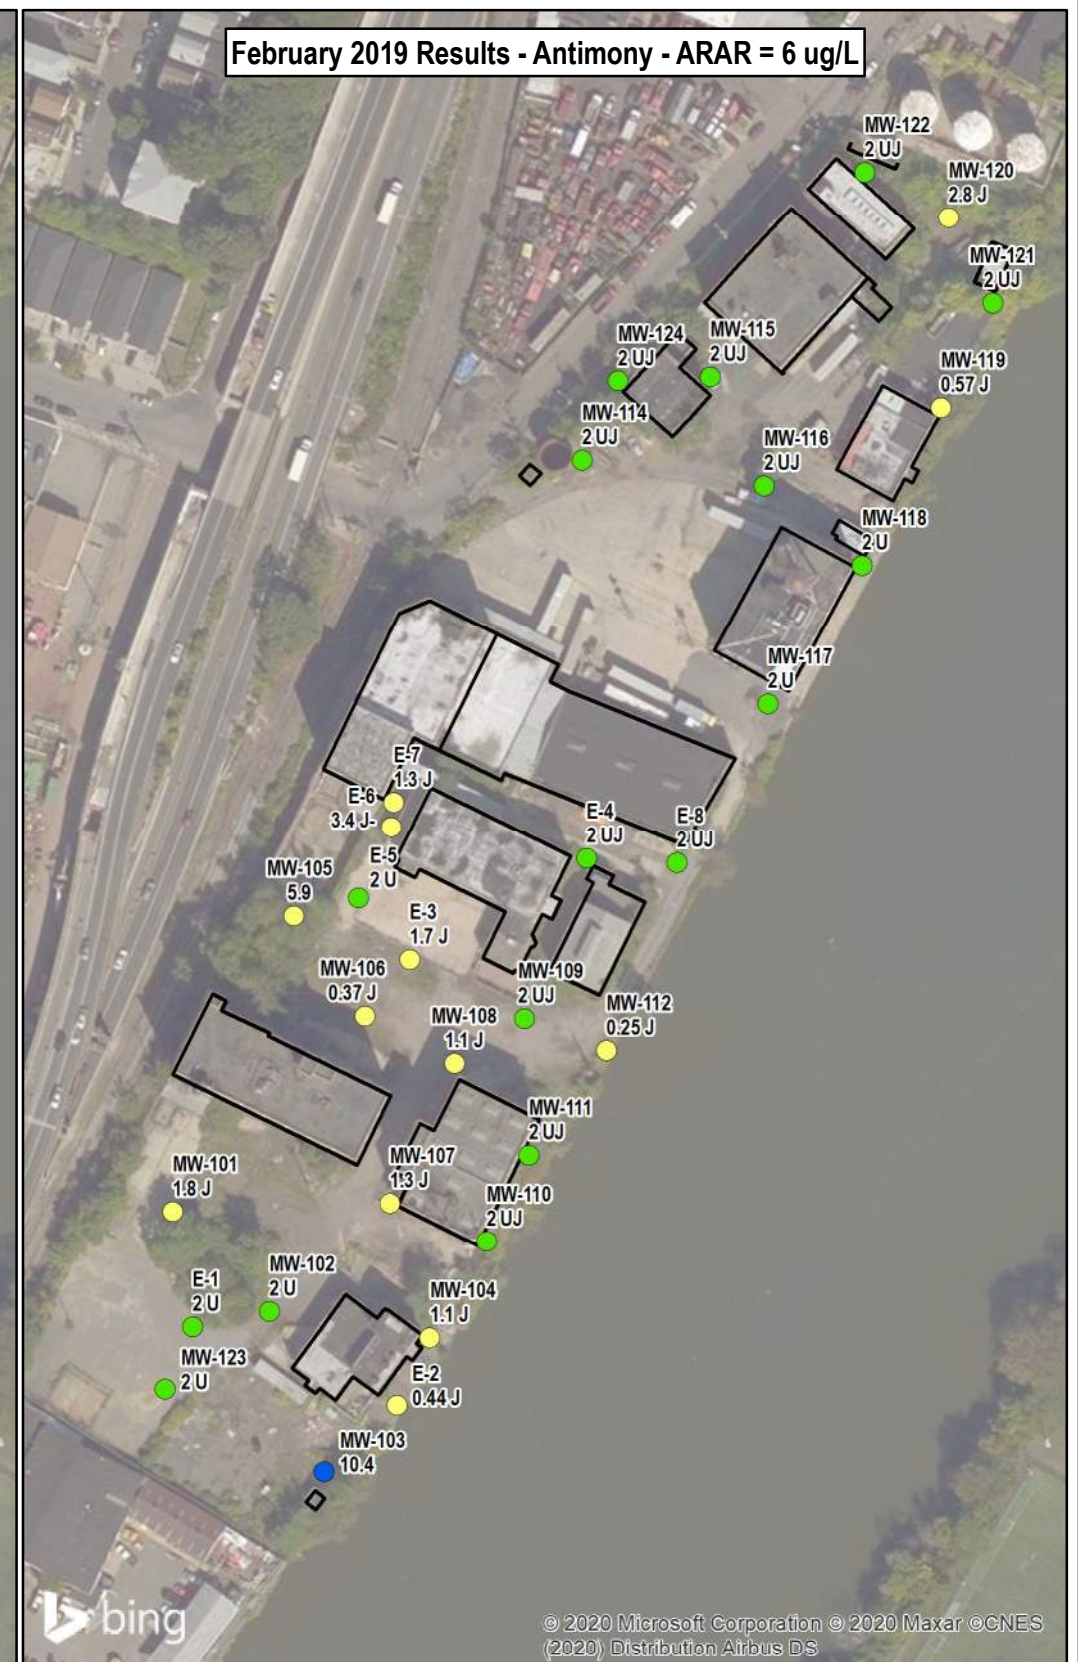 February 2019 Results - Antimony - ARAR = 6 ug/L
MW-122
2 UJ
MW-120
2.8 J
MW-121
2 UJ
MW-124
2 UJ
MW-115
2 UJ
MW-119
0.57 J
MW-114
2 UJ
MW-116
2 UJ
MW-118
2 U
MW-117
2 U
E-7
1.3 J
E-6
3.4 J-
E-4
2 UJ
E-8
2 UJ
E-5
2 U
MW-105
5.9
E-3
1.7 J
MW-106
0.37 J
MW-109
2 UJ
MW-112
0.25 J
MW-108
1.1 J
MW-111
2 UJ
MW-107
1.3 J
MW-101
1.8 J
MW-110
2 UJ
MW-102
2 U
E-1
2 U
MW-104
1.1 J
MW-123
2 U
E-2
0.44 J
MW-103
10.4
bing
© 2020 Microsoft Corporation © 2020 Maxar ©CNES
(2020) Distribution Airbus DS